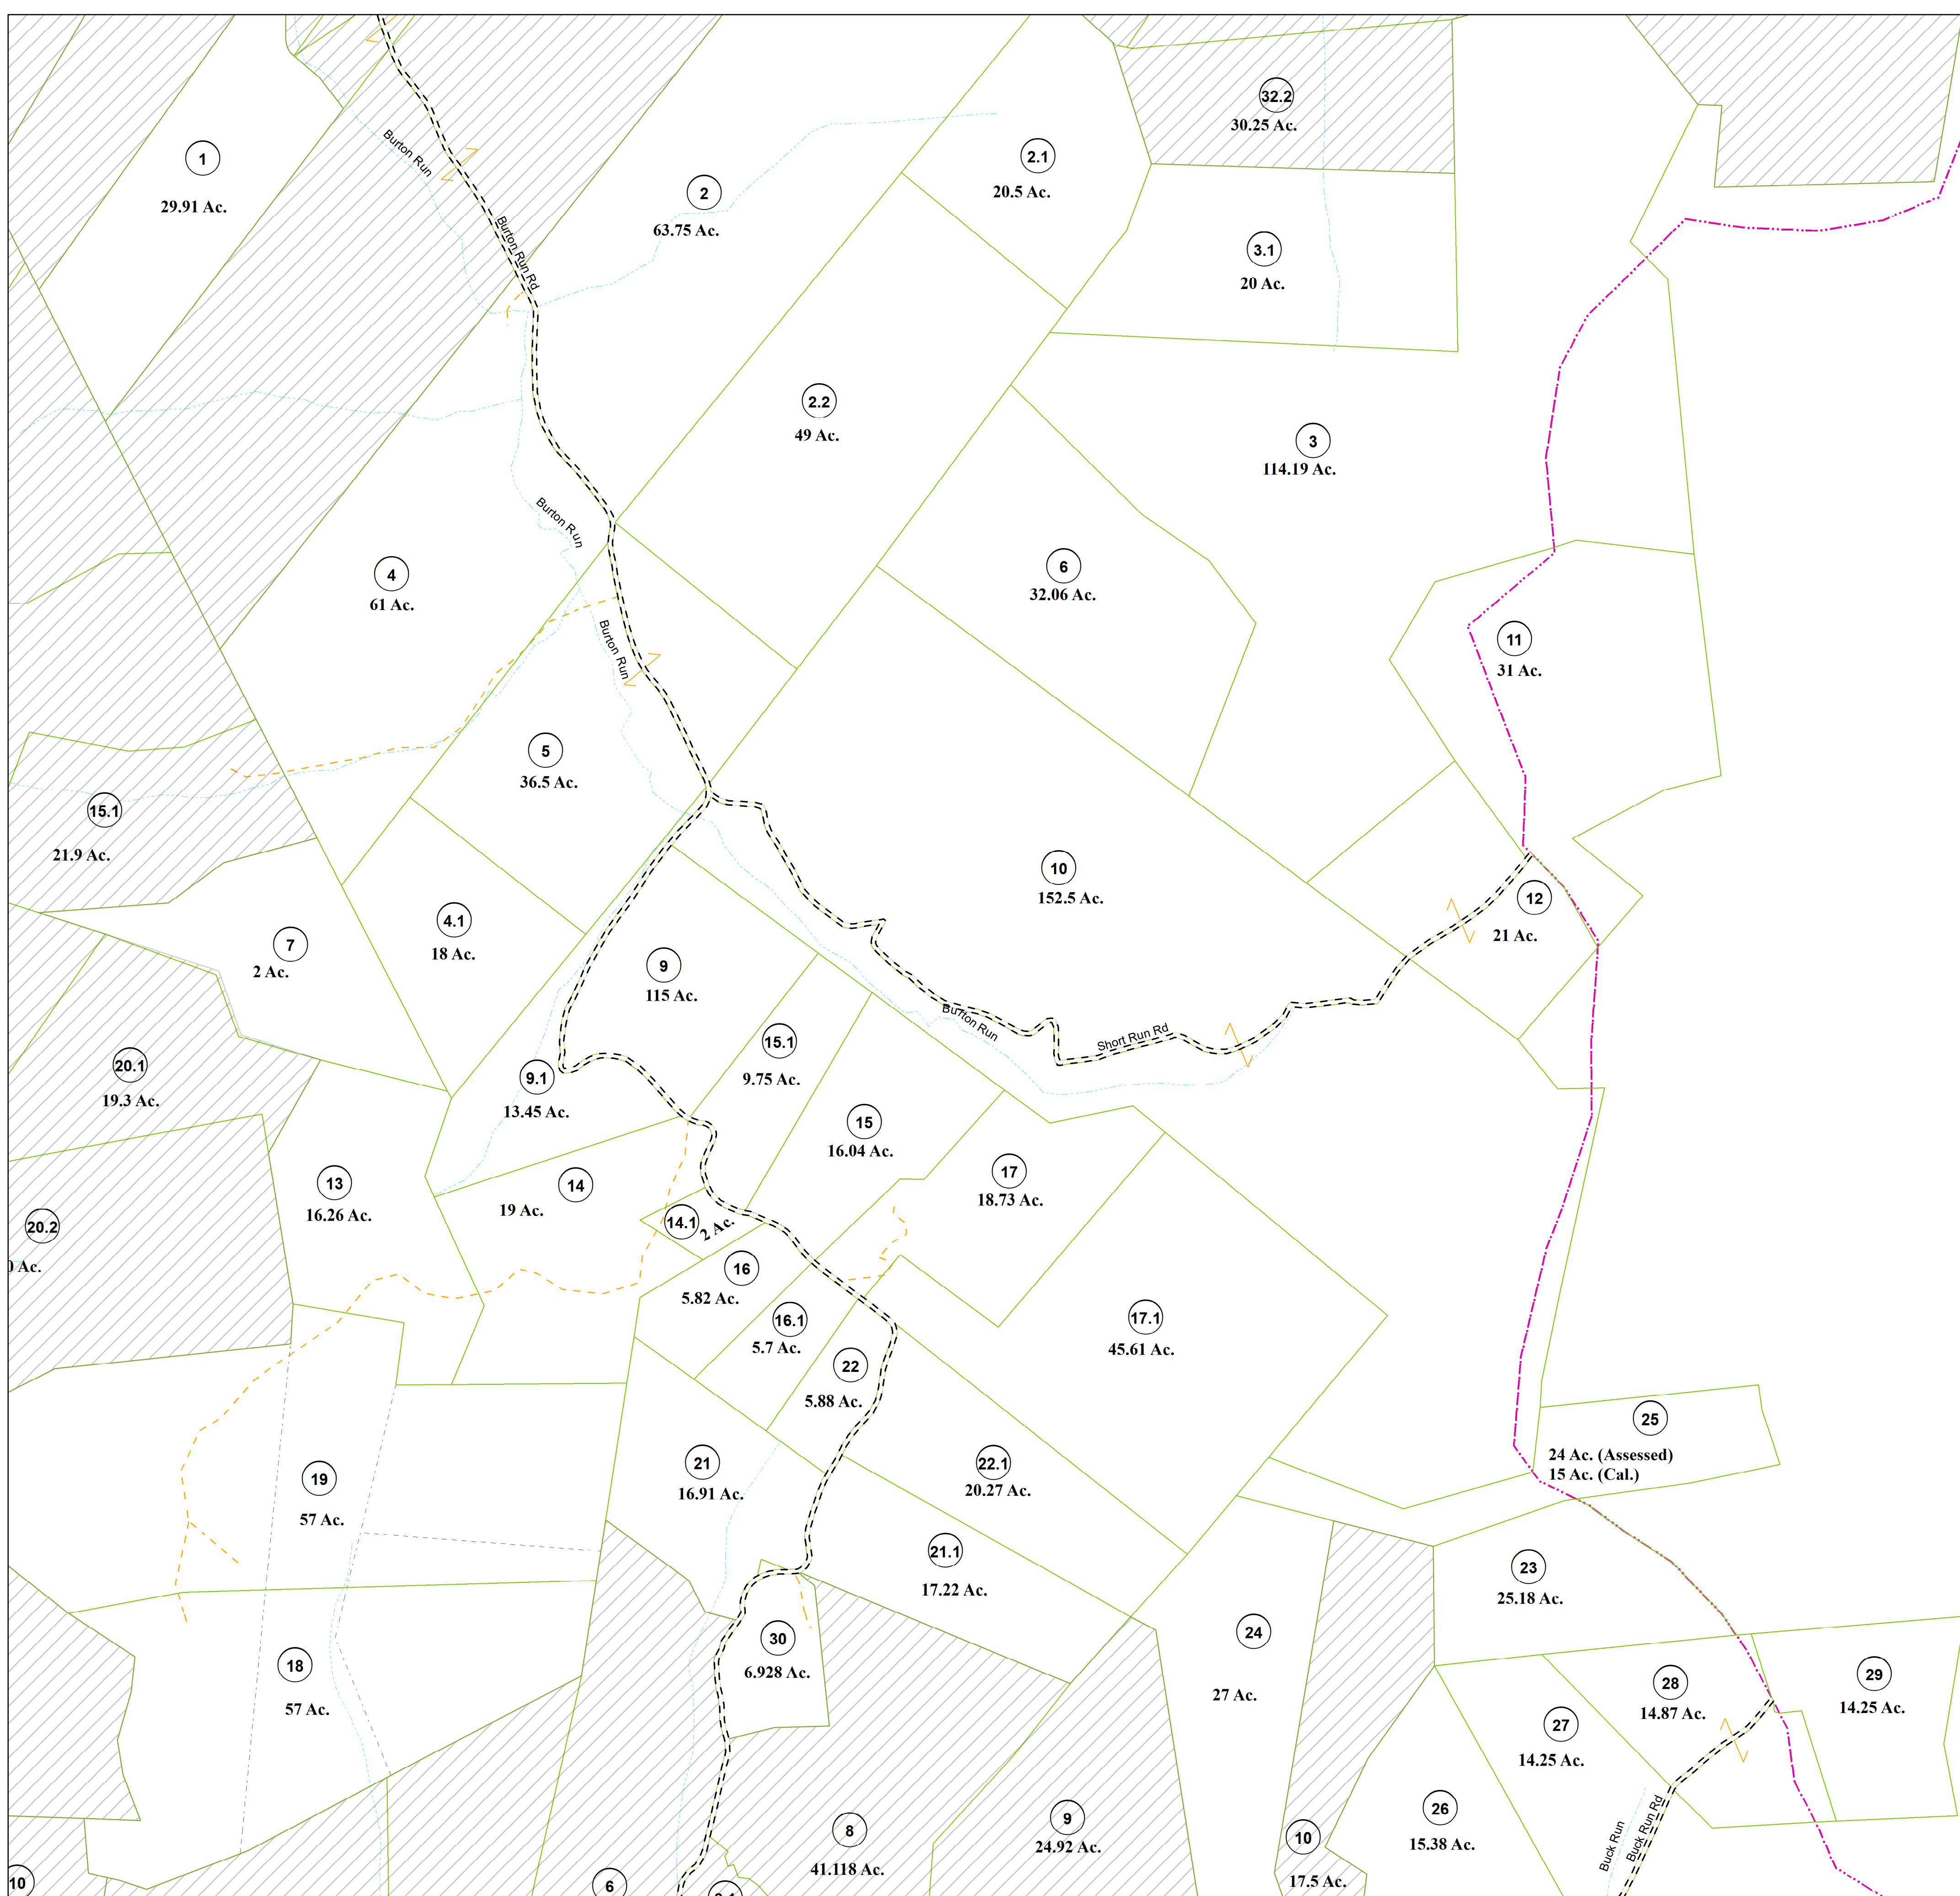 32.2
30.25 Ac.
1
29.91 Ac.
Burton Run
2
63.75 Ac.
2.1
20.5 Ac.
Burton Run Rd
3.1
20 Ac.
2.2
49 Ac.
3
114.19 Ac.
Burton Run
4
61 Ac.
6
32.06 Ac.
Burton Run
11
31 Ac.
5
36.5 Ac.
15.1
21.9 Ac.
10
152.5 Ac.
12
21 Ac.
4.1
18 Ac.
7
2 Ac.
9
115 Ac.
Burton Run
Short Run Rd
15.1
9.75 Ac.
20.1
19.3 Ac.
9.1
13.45 Ac.
15
16.04 Ac.
17
18.73 Ac.
13
16.26 Ac.
14
19 Ac.
14.1
2 Ac.
20.2
0 Ac.
16
5.82 Ac.
16.1
5.7 Ac.
17.1
45.61 Ac.
22
5.88 Ac.
25
24 Ac. (Assessed)
15 Ac. (Cal.)
19
57 Ac.
21
16.91 Ac.
22.1
20.27 Ac.
21.1
17.22 Ac.
23
25.18 Ac.
24
27 Ac.
30
6.928 Ac.
18
57 Ac.
28
14.87 Ac.
29
14.25 Ac.
27
14.25 Ac.
26
15.38 Ac.
Buck Run
Buck Run Rd
8
41.118 Ac.
9
24.92 Ac.
10
17.5 Ac.
10
6